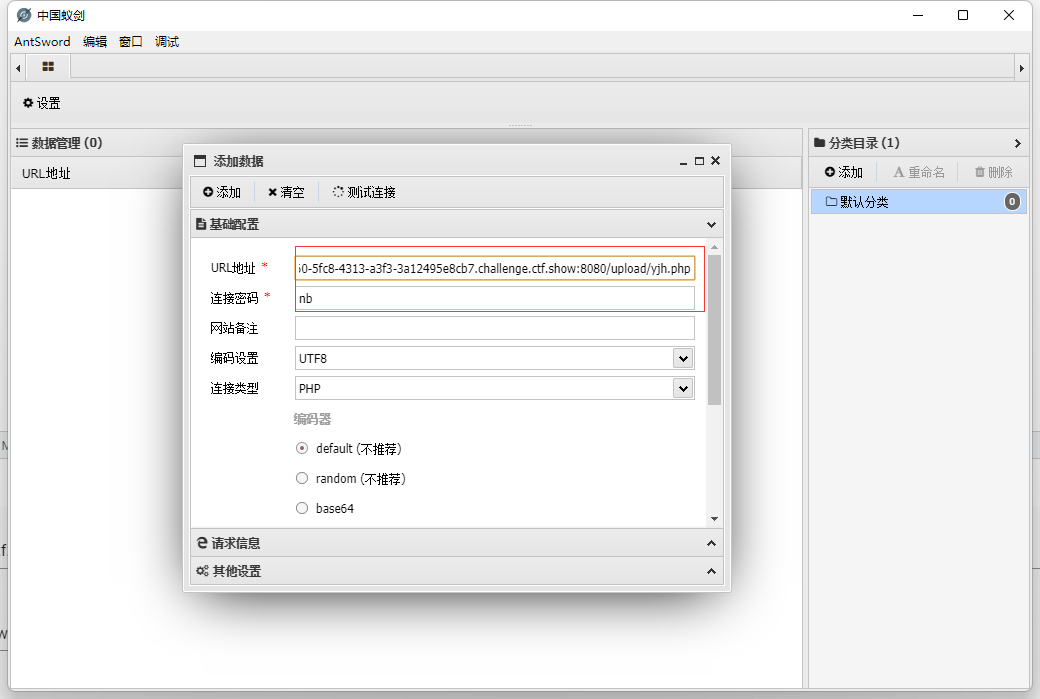 中国蚁剑
AntSword 编辑 窗口 调试
设置
数据管理 (0)
URL地址
分类目录 (1)
添加 重命名 删除
默认分类 0
添加数据
添加 清空 测试连接
基础配置
URL地址 * 0-5fc8-4313-a3f3-3a12495e8cb7.challenge.ctf.show:8080/upload/yjh.php
连接密码 * nb
网站备注
编码设置 UTF8
连接类型 PHP
编码器
default (不推荐)
random (不推荐)
base64
请求信息
其他设置